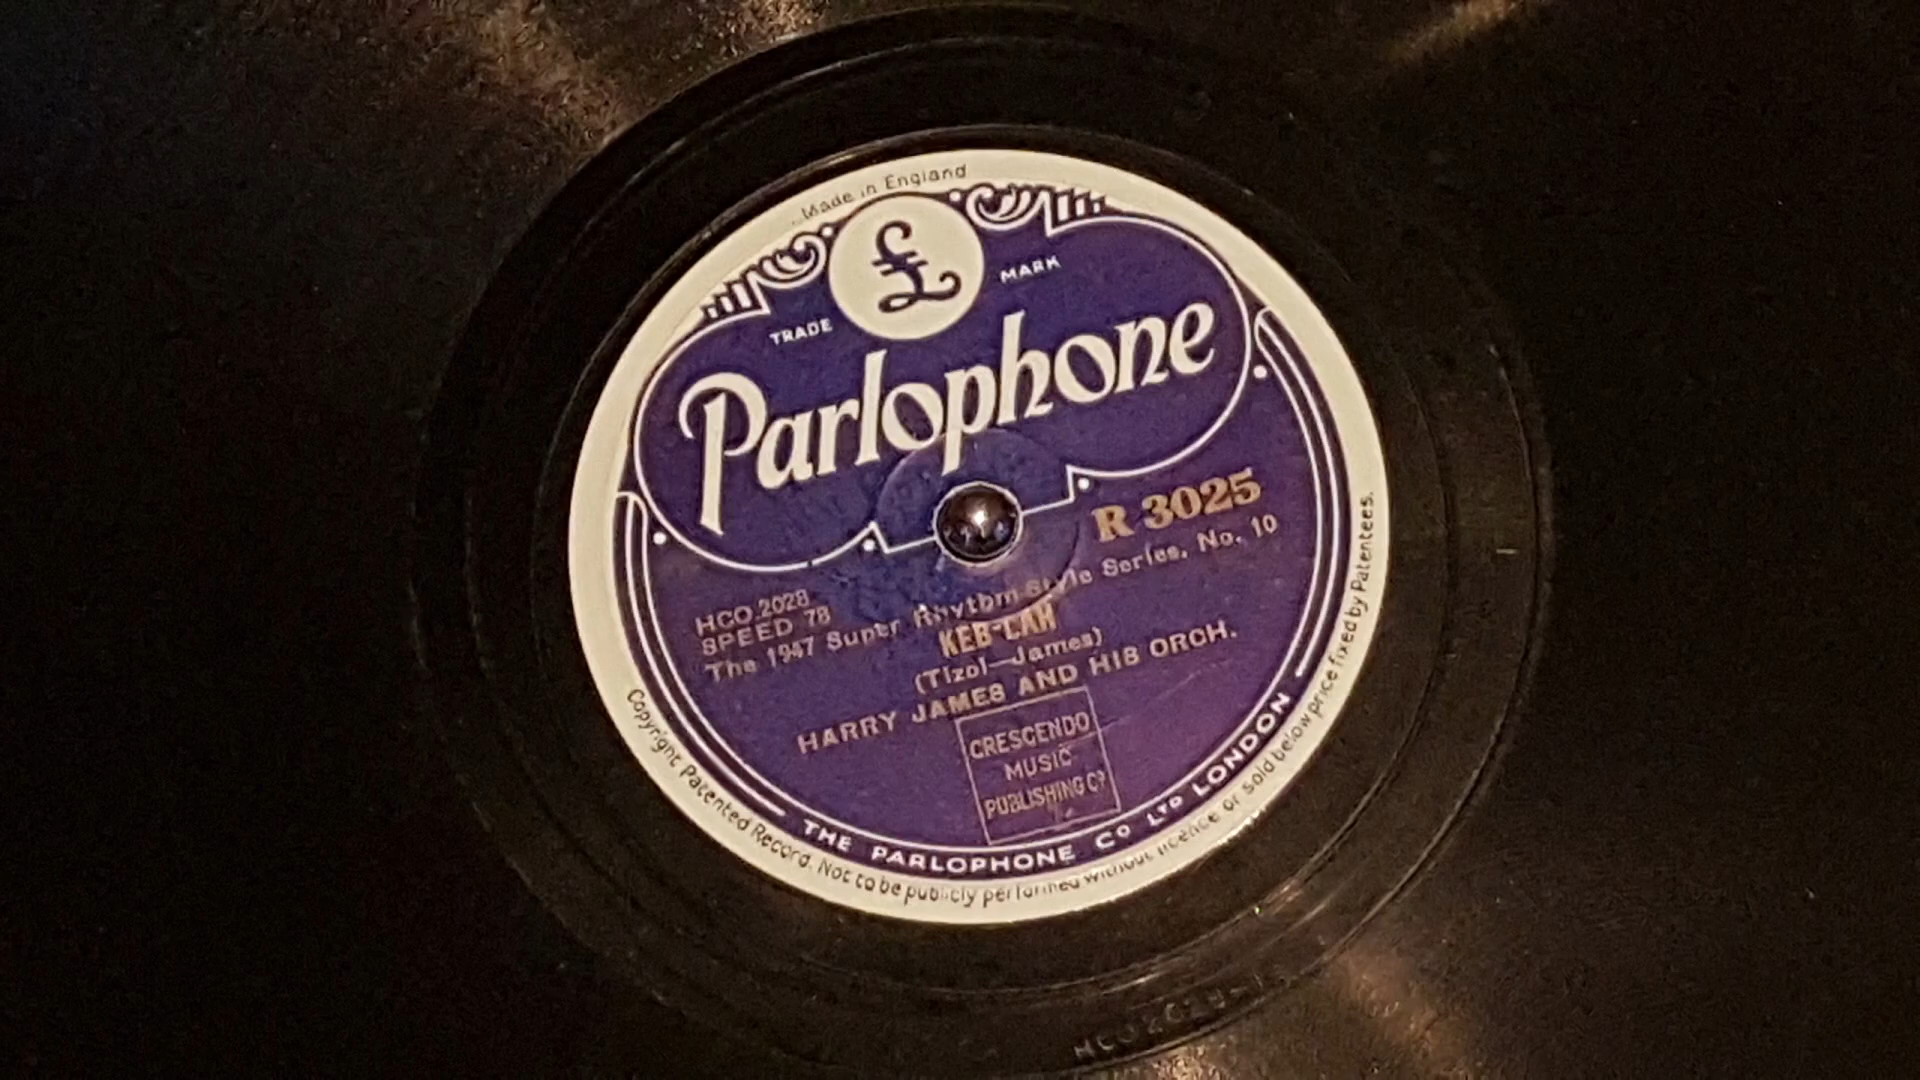 Made in England
£
TRADE MARK
Parlophone
R 3025
HCO.2028
SPEED 78
The 1947 Super Rhythm Style Series. No. 10
KEB-LAH
(Tizol—James)
HARRY JAMES AND HIS ORCH.
CRESCENDO
MUSIC
PUBLISHING Cº
THE PARLOPHONE Cº LTD LONDON
Copyright Patented Record. Not to be publicly performed without licence or sold below price fixed by Patentees.